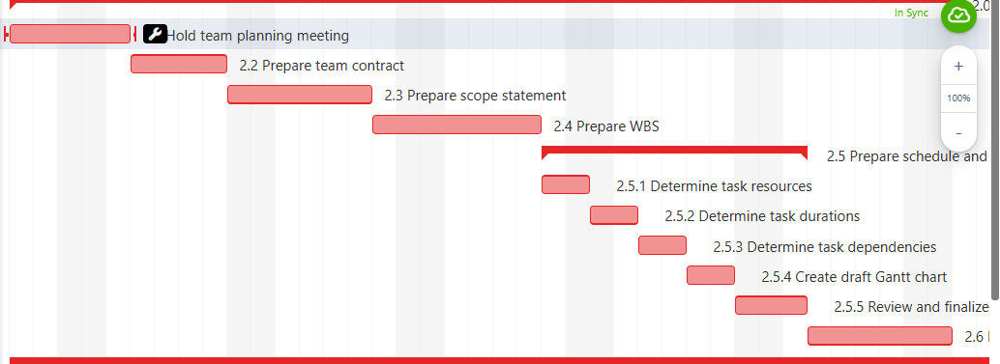 2.0
In Sync
Hold team planning meeting
2.2 Prepare team contract
+
2.3 Prepare scope statement
100%
2.4 Prepare WBS
-
2.5 Prepare schedule and
2.5.1 Determine task resources
2.5.2 Determine task durations
2.5.3 Determine task dependencies
2.5.4 Create draft Gantt chart
2.5.5 Review and finalize
2.6